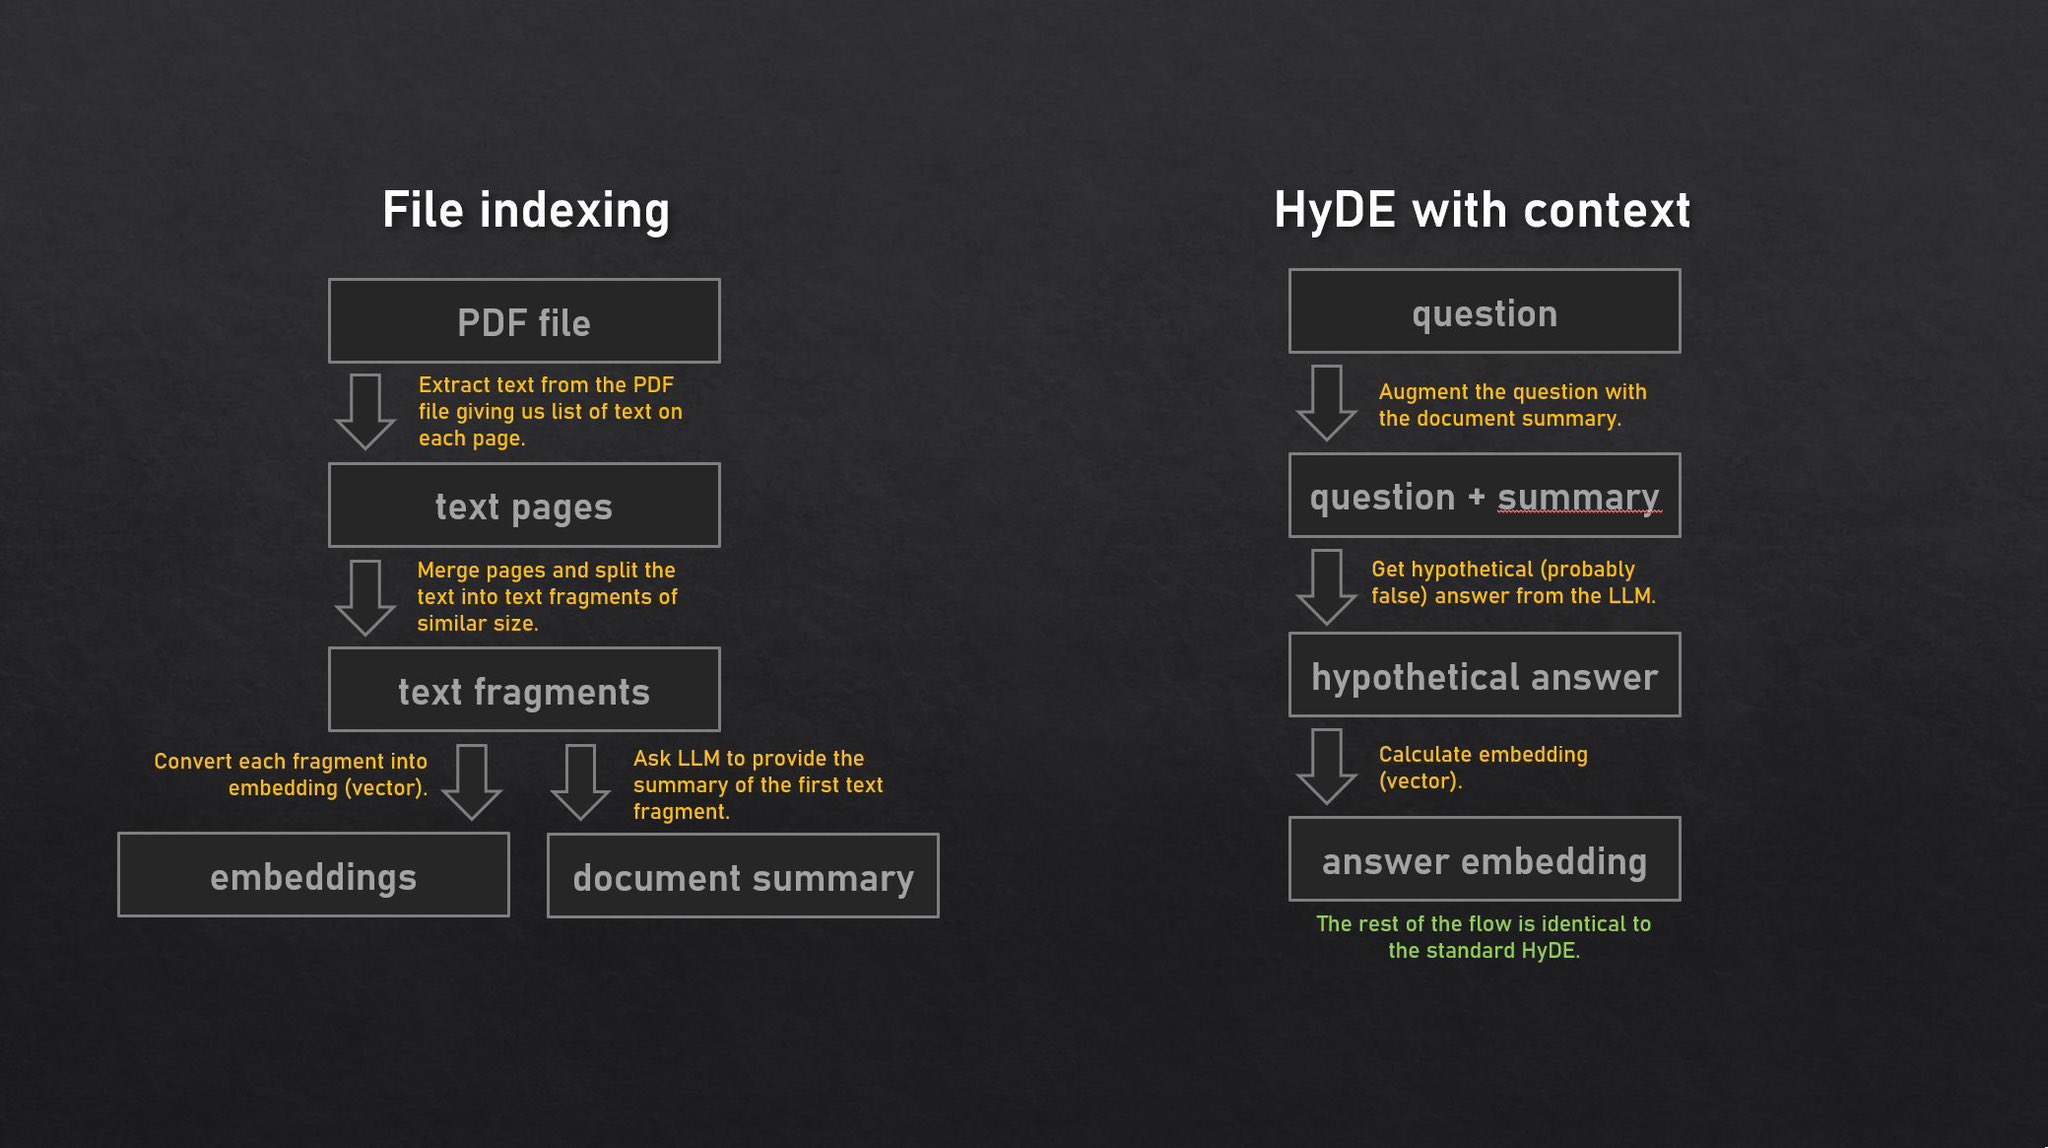 File indexing
PDF file
Extract text from the PDF
file giving us list of text on
each page.
text pages
Merge pages and split the
text into text fragments of
similar size.
text fragments
Convert each fragment into
embedding (vector).
Ask LLM to provide the
summary of the first text
fragment.
embeddings
document summary
HyDE with context
question
Augment the question with
the document summary.
question + summary
Get hypothetical (probably
false) answer from the LLM.
hypothetical answer
Calculate embedding
(vector).
answer embedding
The rest of the flow is identical to
the standard HyDE.